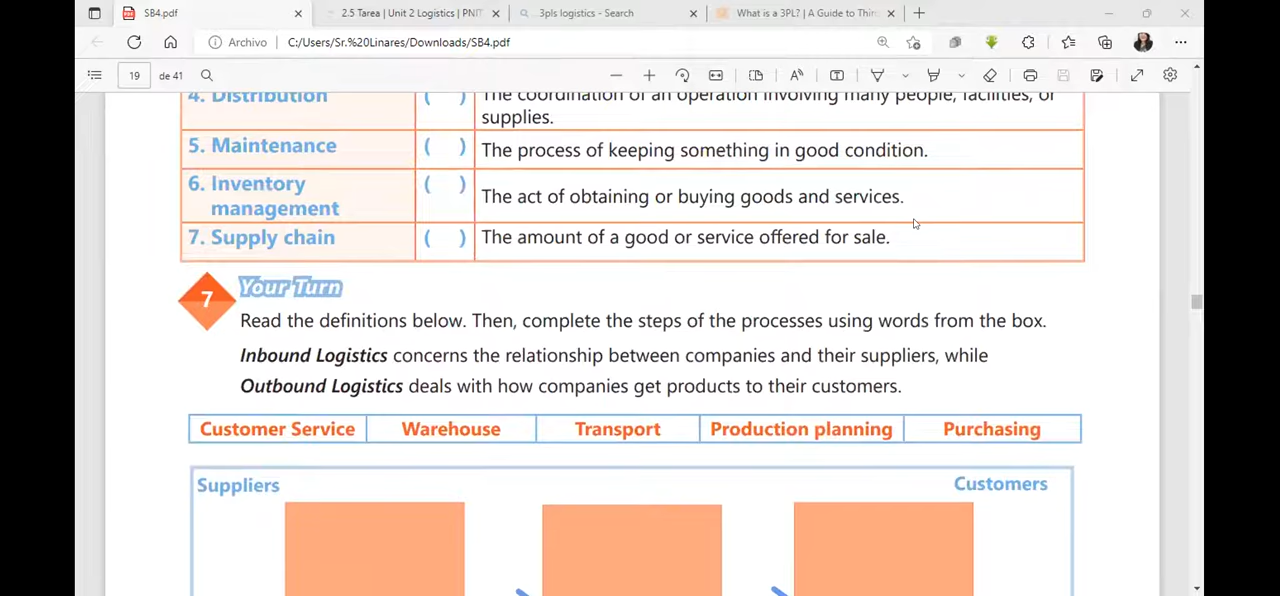 SB4.pdf
2.5 Tarea | Unit 2 Logistics | PNIT
3pls logistics - Search
What is a 3PL? | A Guide to Thir
Archivo
C:/Users/Sr.%20Linares/Downloads/SB4.pdf
19 de 41
4. Distribution ( ) The coordination of an operation involving many people, facilities, or
supplies.
5. Maintenance ( ) The process of keeping something in good condition.
6. Inventory
management ( ) The act of obtaining or buying goods and services.
7. Supply chain ( ) The amount of a good or service offered for sale.
7 Your Turn
Read the definitions below. Then, complete the steps of the processes using words from the box.
Inbound Logistics concerns the relationship between companies and their suppliers, while
Outbound Logistics deals with how companies get products to their customers.
Customer Service Warehouse Transport Production planning Purchasing
Suppliers Customers